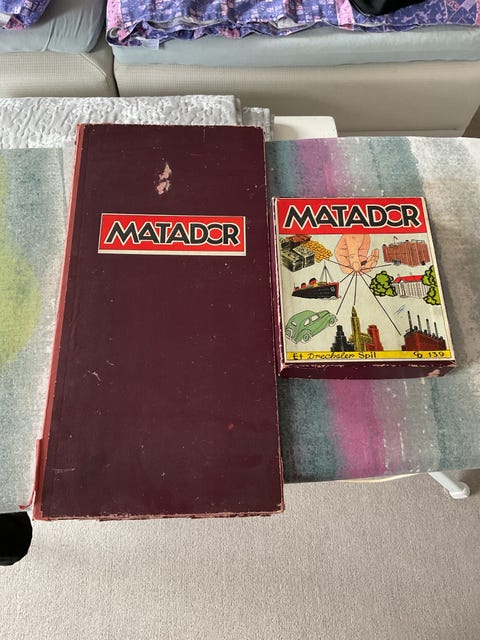 MATADOR
MATADOR
Et Drechsler Spil
139